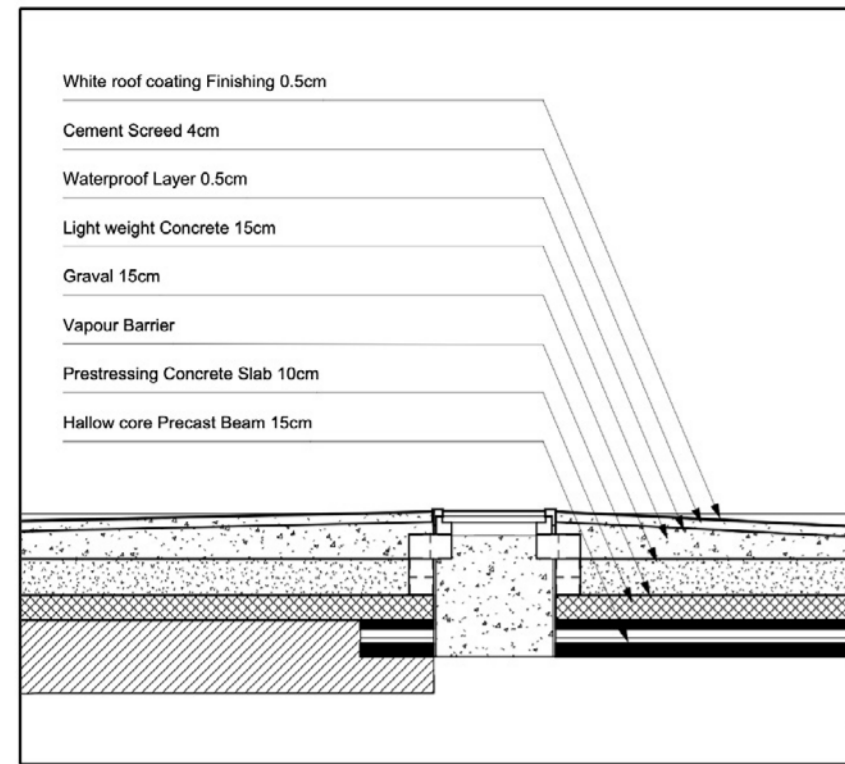 White roof coating Finishing 0.5cm
Cement Screed 4cm
Waterproof Layer 0.5cm
Light weight Concrete 15cm
Graval 15cm
Vapour Barrier
Prestressing Concrete Slab 10cm
Hallow core Precast Beam 15cm